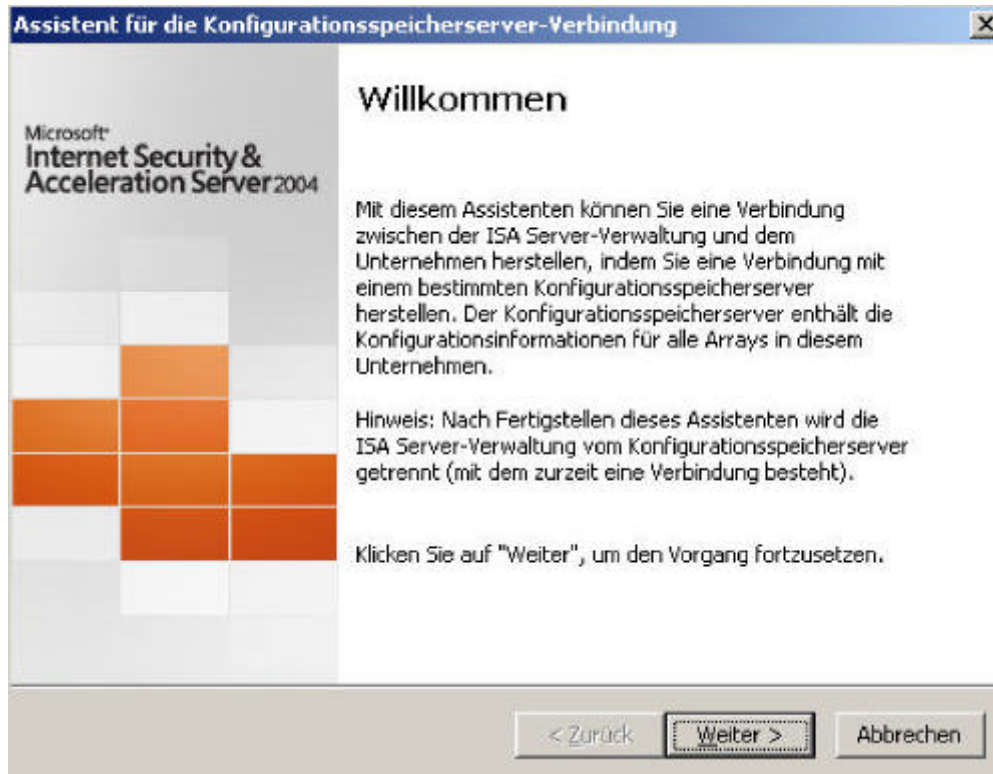 Assistent für die Konfigurationsspeicherserver-Verbindung
Willkommen
Microsoft
Internet Security &
Acceleration Server 2004
Mit diesem Assistenten können Sie eine Verbindung
zwischen der ISA Server-Verwaltung und dem
Unternehmen herstellen, indem Sie eine Verbindung mit
einem bestimmten Konfigurationsspeicherserver
herstellen. Der Konfigurationsspeicherserver enthält die
Konfigurationsinformationen für alle Arrays in diesem
Unternehmen.
Hinweis: Nach Fertigstellen dieses Assistenten wird die
ISA Server-Verwaltung vom Konfigurationsspeicherserver
getrennt (mit dem zurzeit eine Verbindung besteht).
Klicken Sie auf "Weiter", um den Vorgang fortzusetzen.
< Zurück
Weiter >
Abbrechen